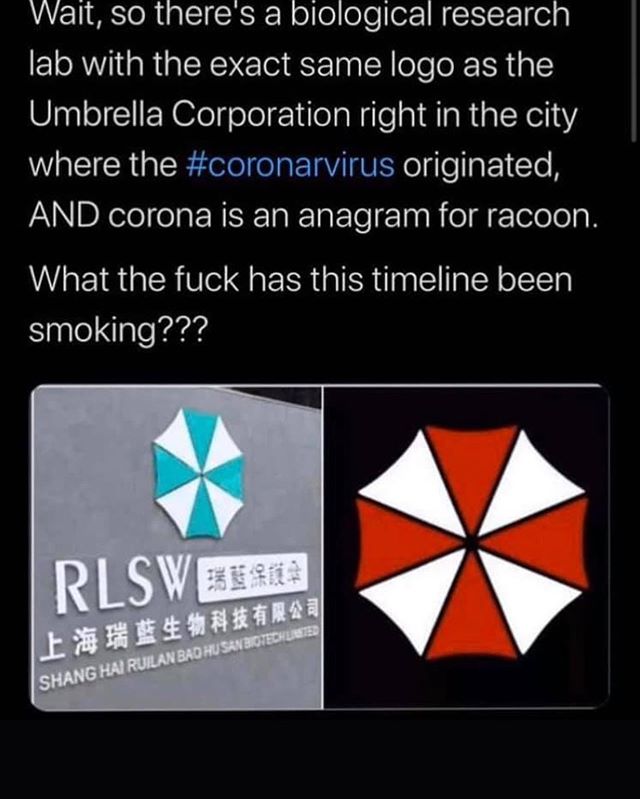 Wait, so there's a biological research
lab with the exact same logo as the
Umbrella Corporation right in the city
where the #coronarvirus originated,
AND corona is an anagram for racoon.
What the fuck has this timeline been
smoking???
RLSW 瑞藍保護傘
上海瑞藍生物科技有限公司
SHANG HAI RUILAN BAO HU SAN BIOTECH LIMITED